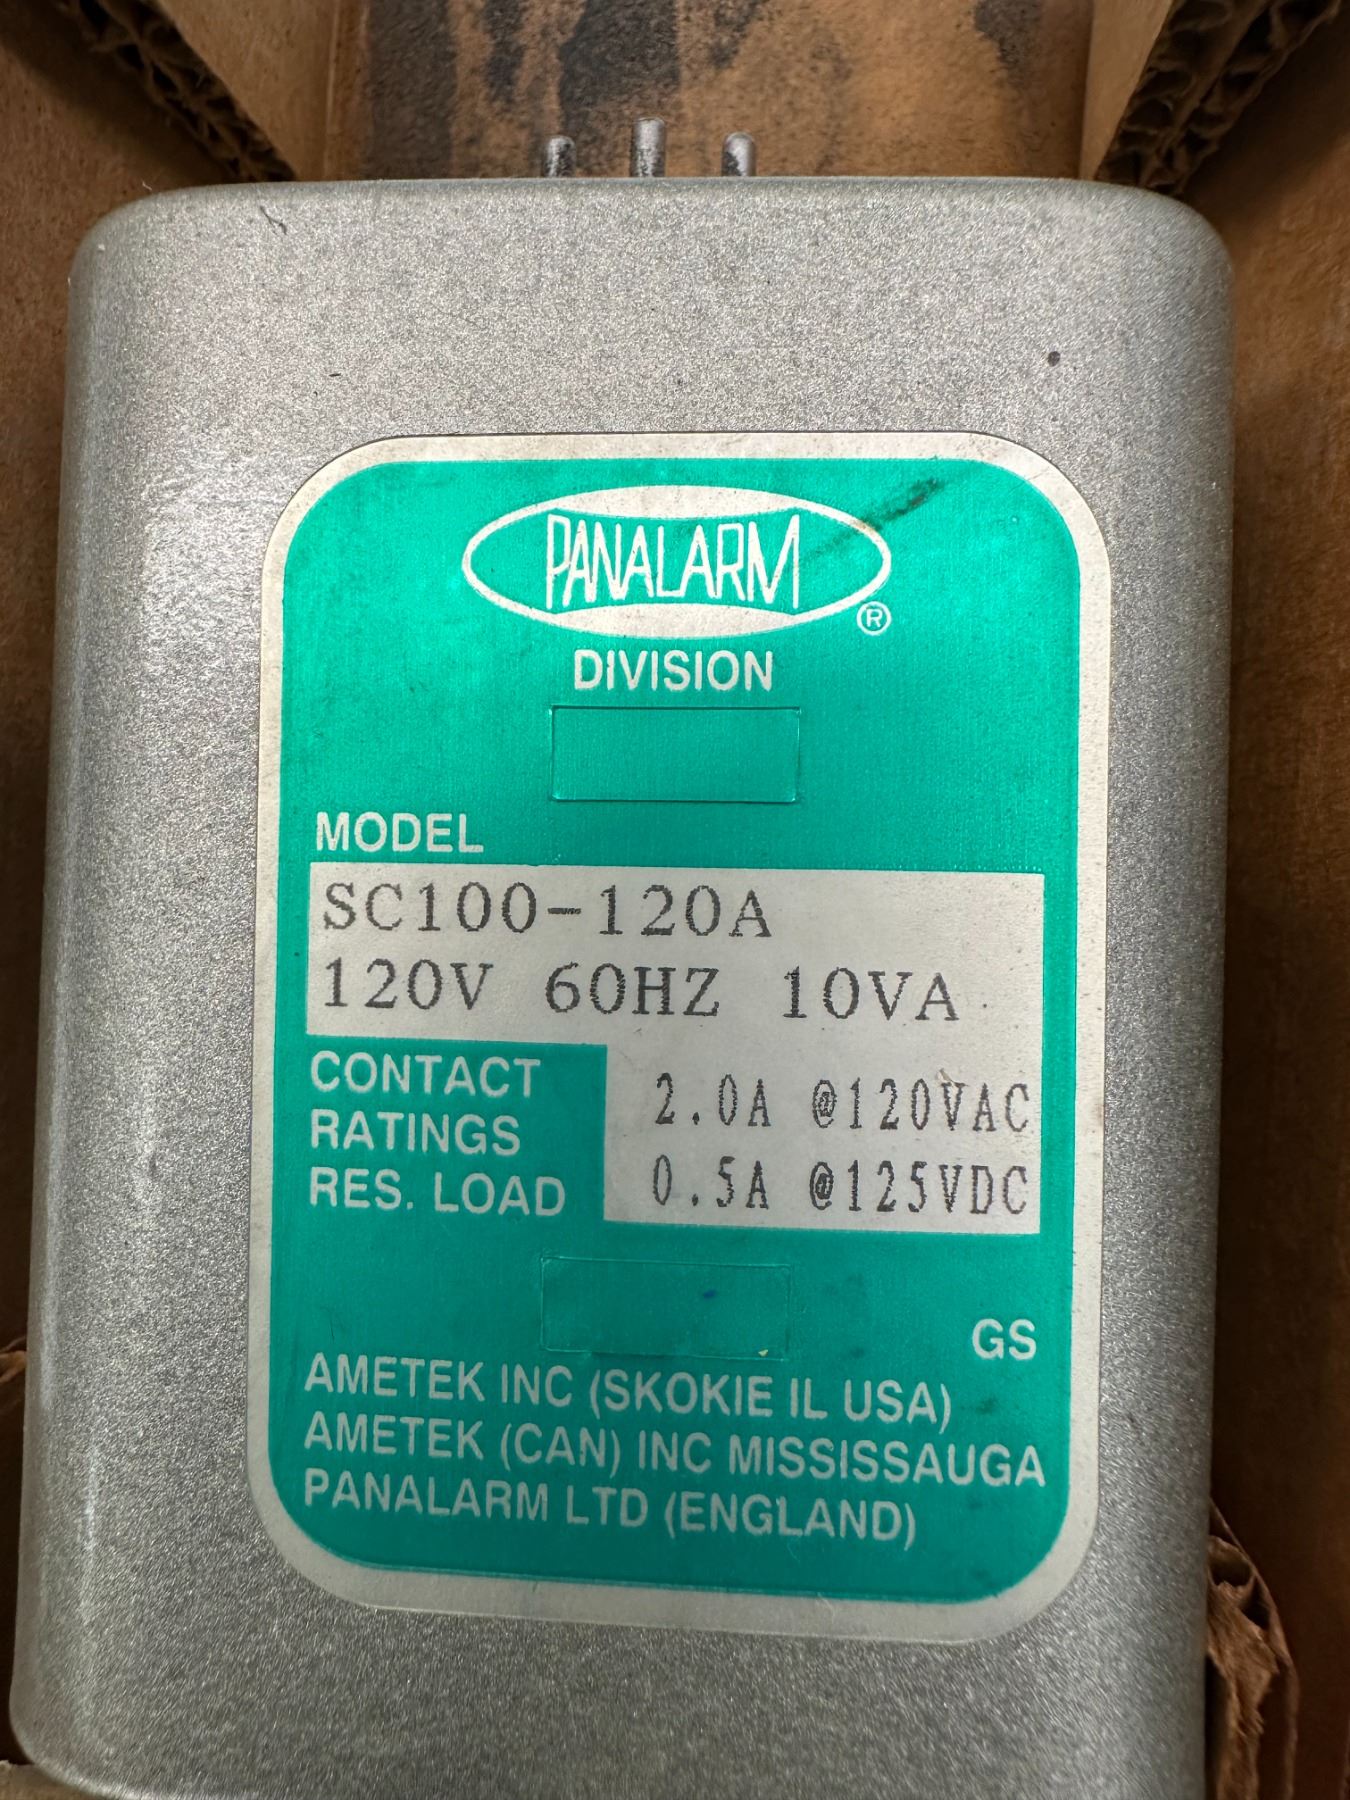 PANALARM
®
DIVISION
MODEL
SC100-120A
120V 60HZ 10VA
CONTACT
RATINGS
RES. LOAD
2.0A @120VAC
0.5A @125VDC
GS
AMETEK INC (SKOKIE IL USA)
AMETEK (CAN) INC MISSISSAUGA
PANALARM LTD (ENGLAND)